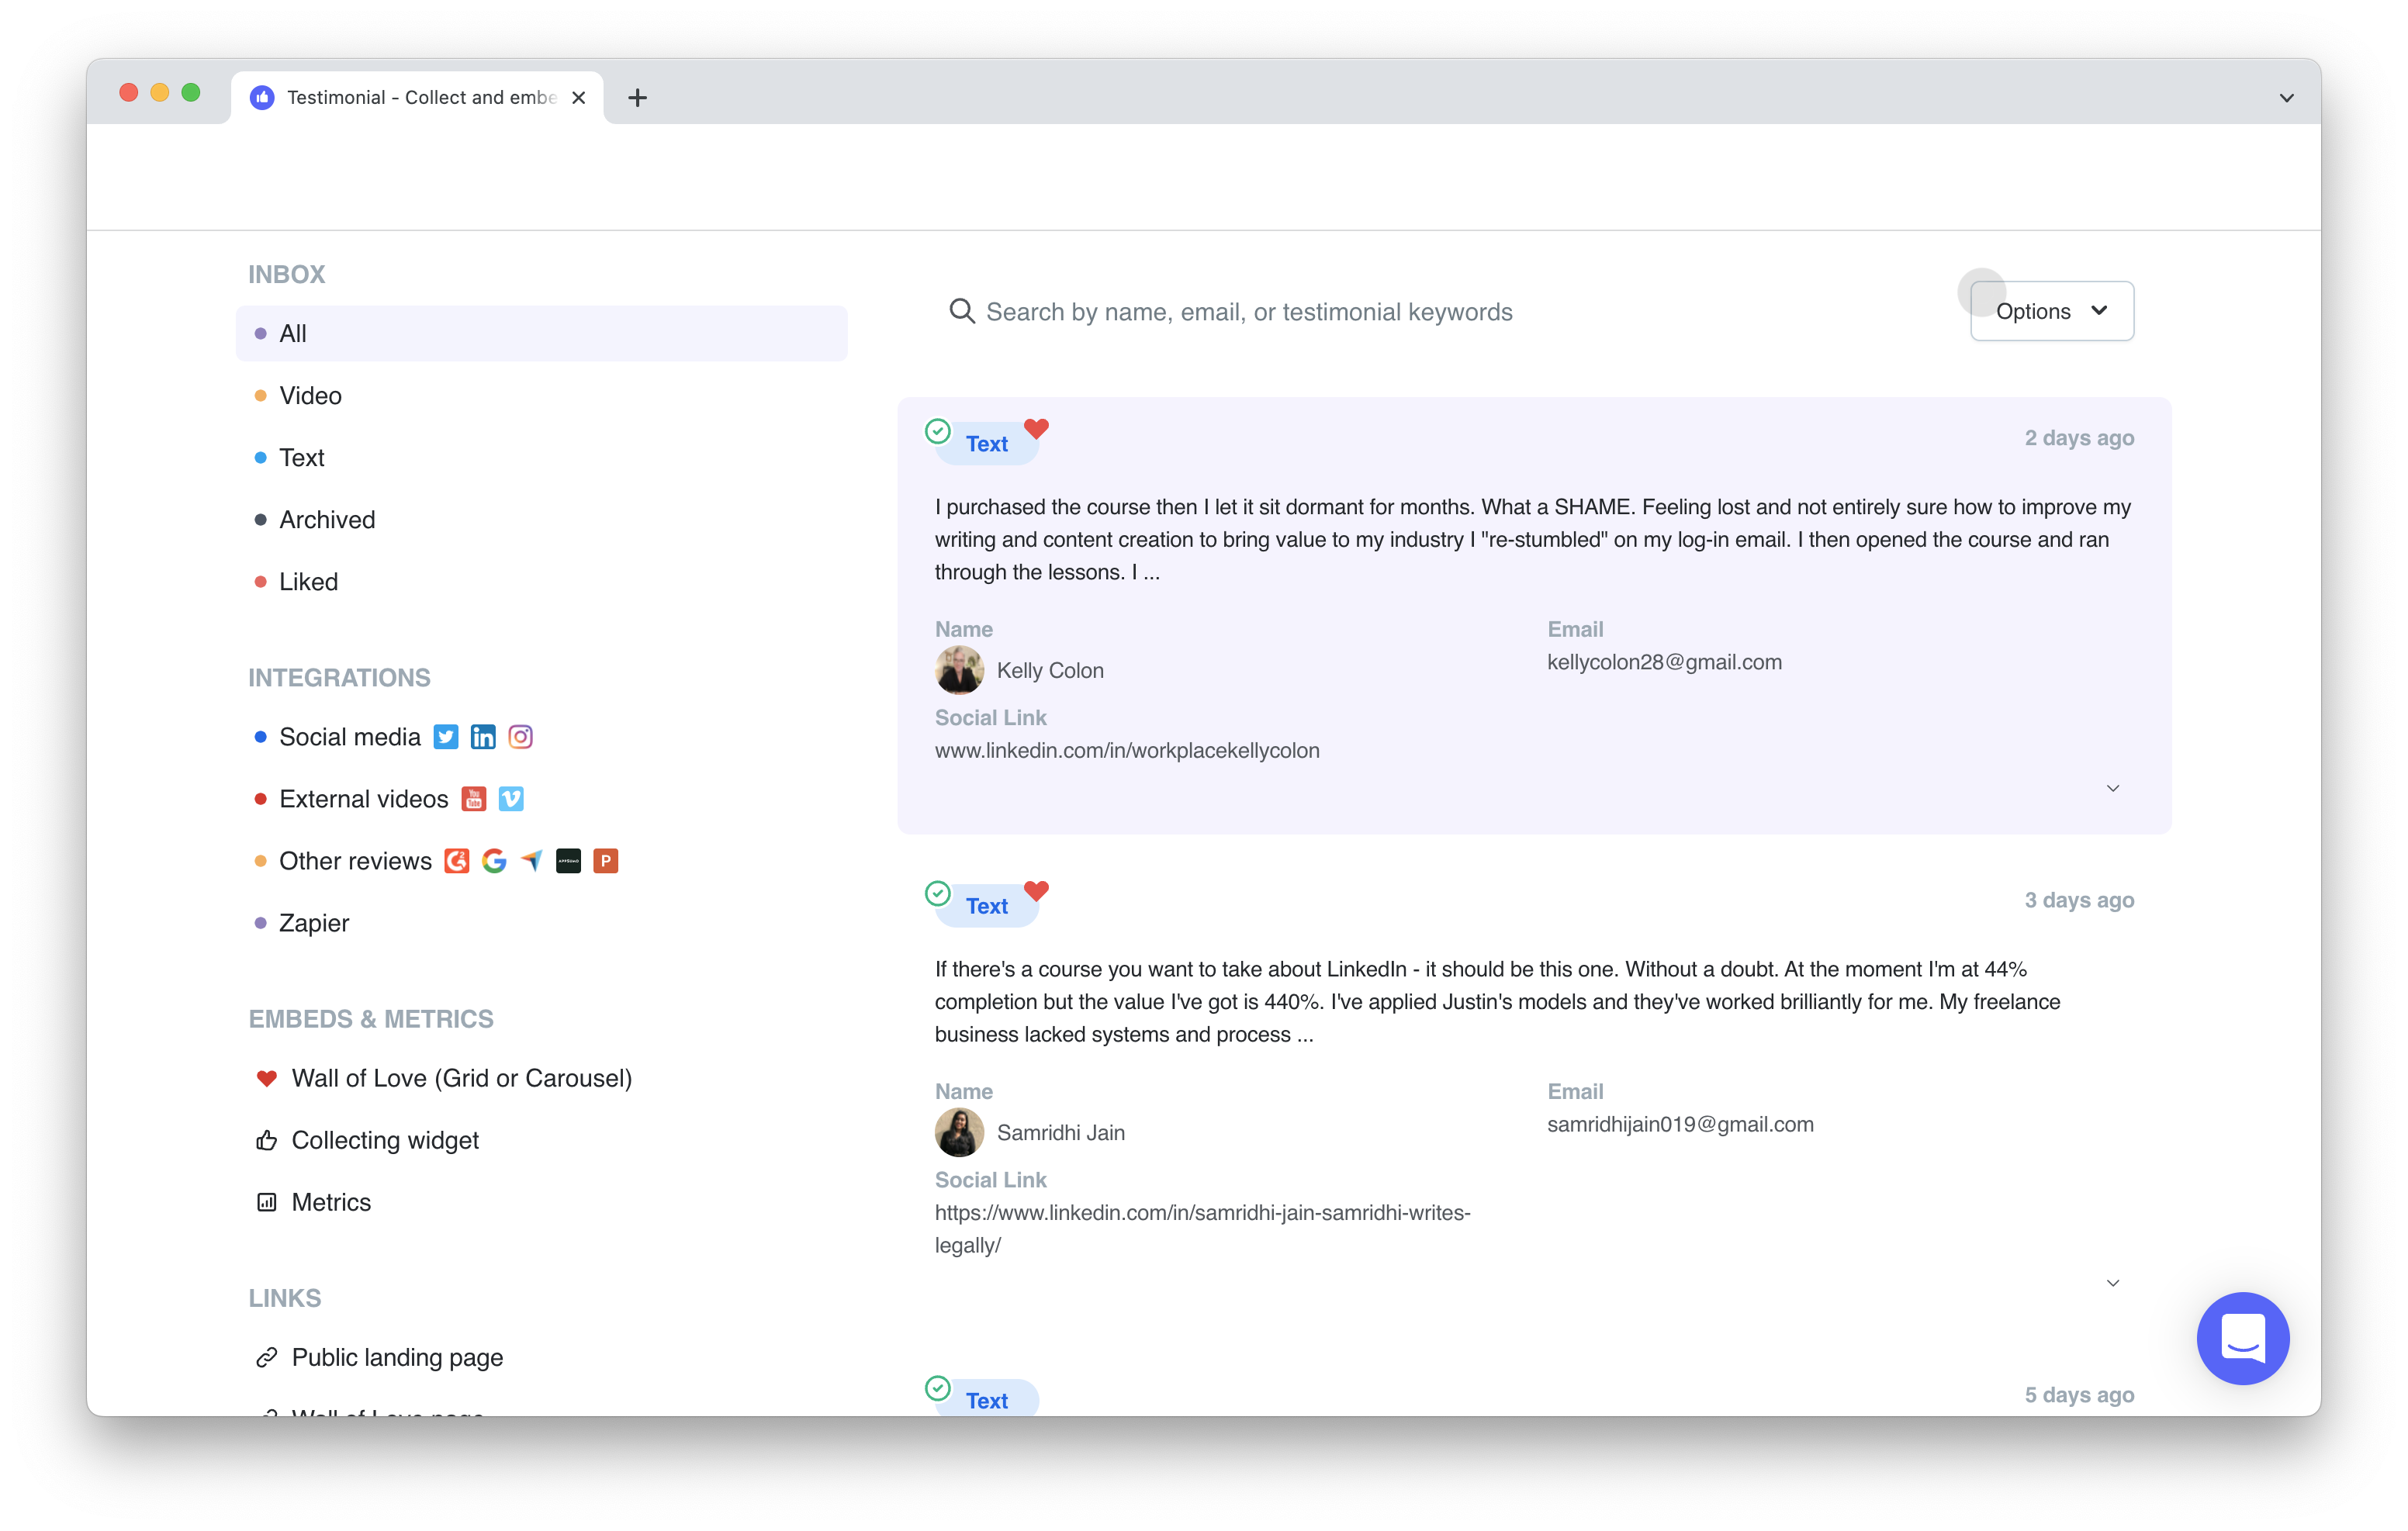 Testimonial - Collect and embe
INBOX
All
Video
Text
Archived
Liked
INTEGRATIONS
Social media
External videos
Other reviews
Zapier
EMBEDS & METRICS
Wall of Love (Grid or Carousel)
Collecting widget
Metrics
LINKS
Public landing page
Wall of Love page
Search by name, email, or testimonial keywords
Options
Text
2 days ago
I purchased the course then I let it sit dormant for months. What a SHAME. Feeling lost and not entirely sure how to improve my
writing and content creation to bring value to my industry I "re-stumbled" on my log-in email. I then opened the course and ran
through the lessons. I ...
Name
Email
Kelly Colon
kellycolon28@gmail.com
Social Link
www.linkedin.com/in/workplacekellycolon
Text
3 days ago
If there's a course you want to take about LinkedIn - it should be this one. Without a doubt. At the moment I'm at 44%
completion but the value I've got is 440%. I've applied Justin's models and they've worked brilliantly for me. My freelance
business lacked systems and process ...
Name
Email
Samridhi Jain
samridhijain019@gmail.com
Social Link
https://www.linkedin.com/in/samridhi-jain-samridhi-writes-
legally/
Text
5 days ago